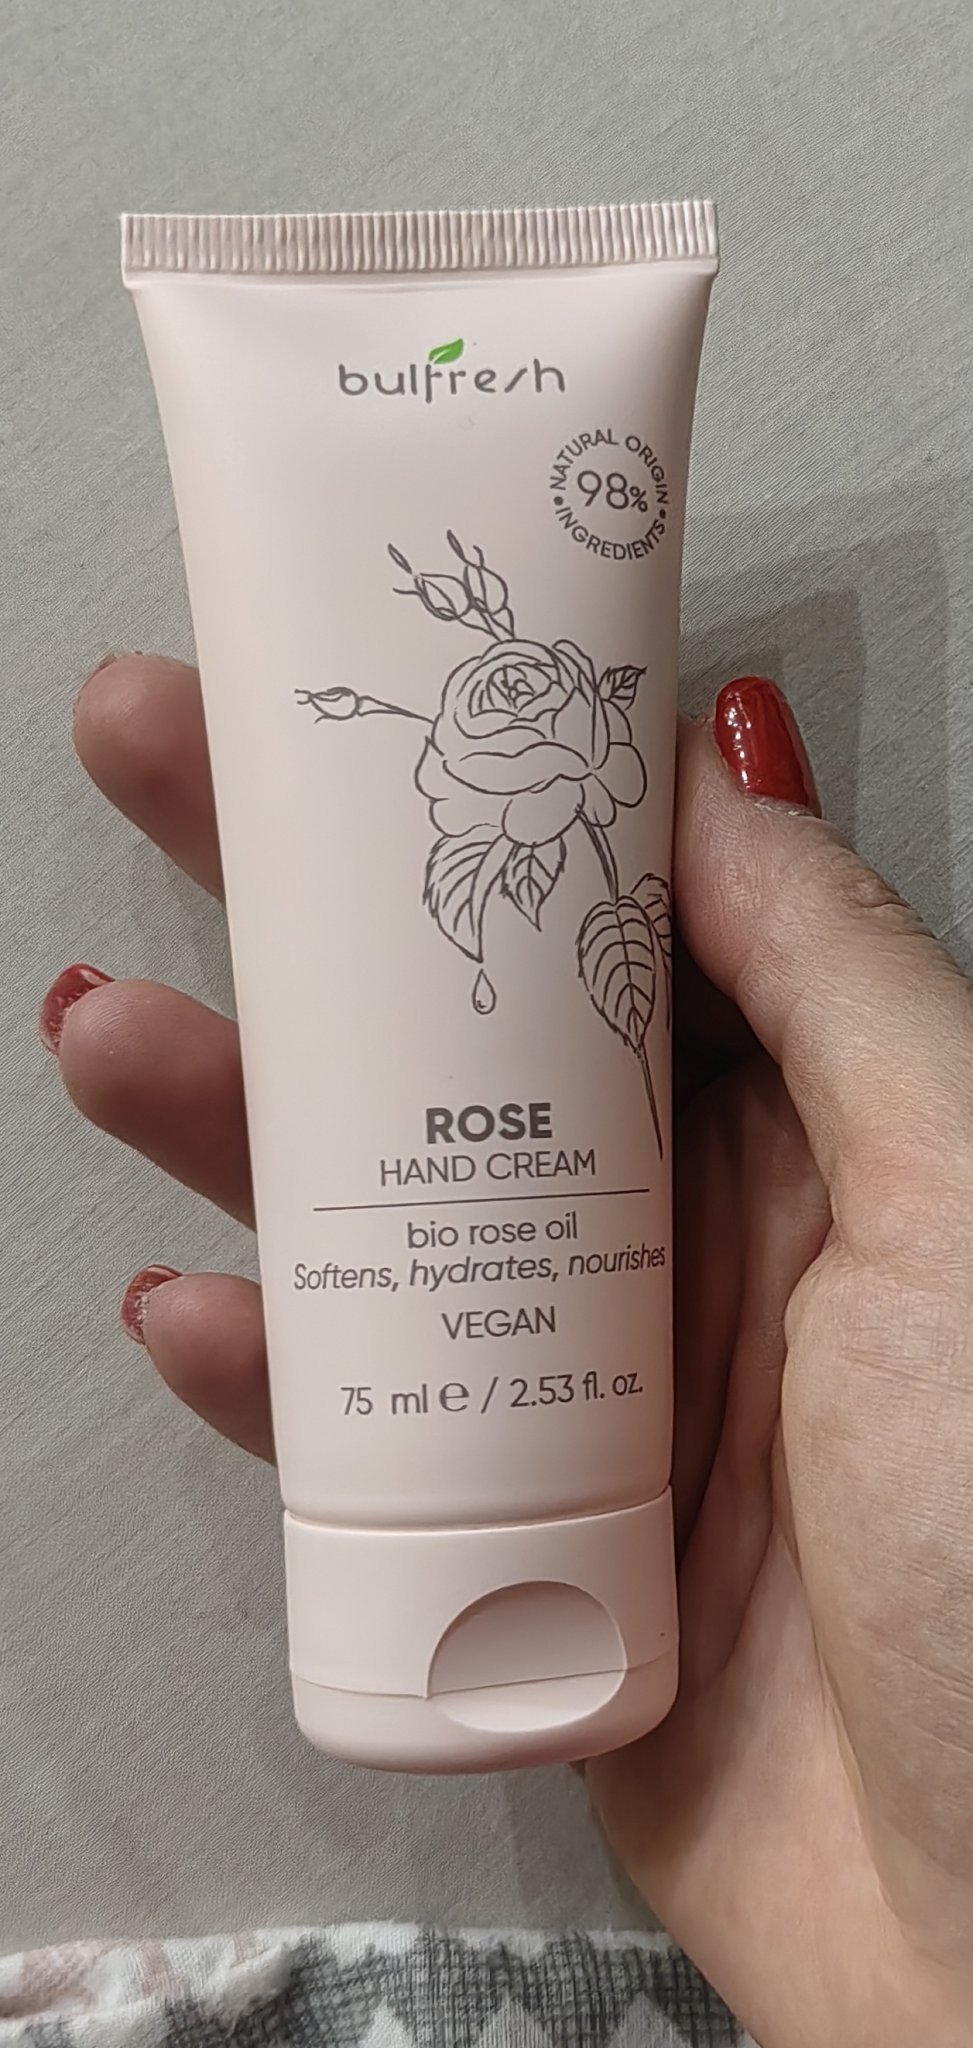 bulfresh
NATURAL ORIGIN
98%
INGREDIENTS
ROSE
HAND CREAM
bio rose oil
Softens, hydrates, nourishes
VEGAN
75 ml e / 2.53 fl. oz.